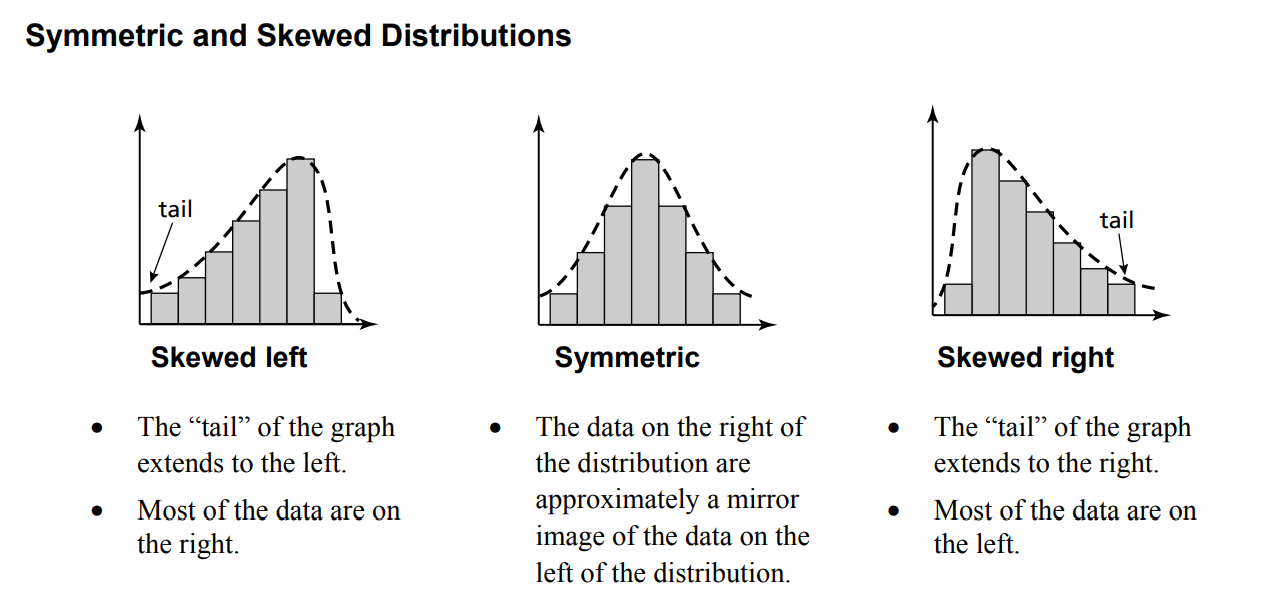 Symmetric and Skewed Distributions
tail
Skewed left
• The “tail” of the graph
extends to the left.
• Most of the data are on
the right.
Symmetric
• The data on the right of
the distribution are
approximately a mirror
image of the data on the
left of the distribution.
tail
Skewed right
• The “tail” of the graph
extends to the right.
• Most of the data are on
the left.